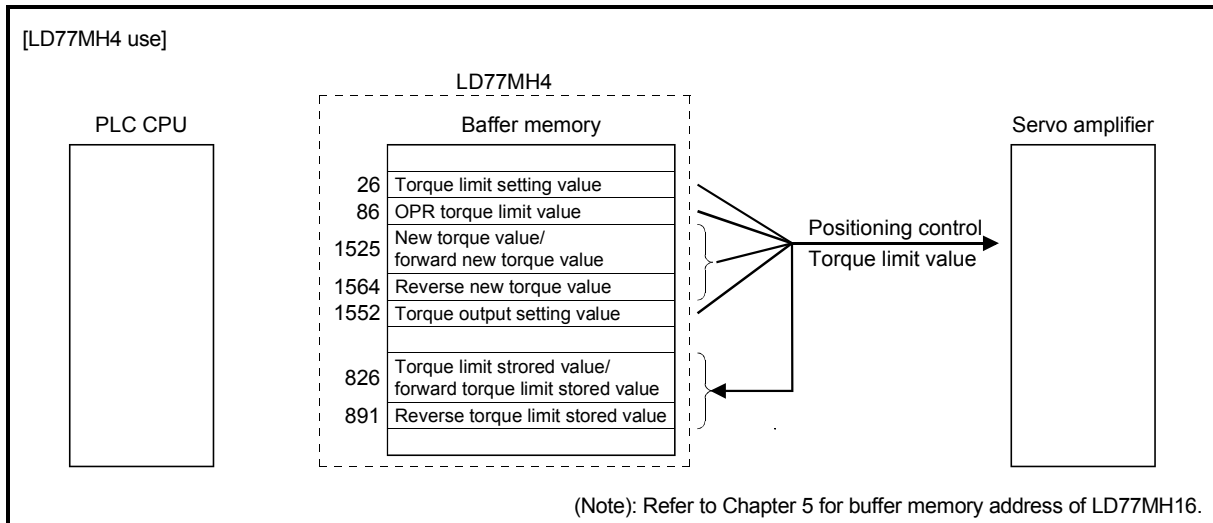 [LD77MH4 use]
LD77MH4
PLC CPU
Baffer memory
Servo amplifier
26 Torque limit setting value
86 OPR torque limit value
1525 New torque value/
forward new torque value
1564 Reverse new torque value
1552 Torque output setting value
Positioning control
Torque limit value
826 Torque limit strored value/
forward torque limit stored value
891 Reverse torque limit stored value
(Note): Refer to Chapter 5 for buffer memory address of LD77MH16.